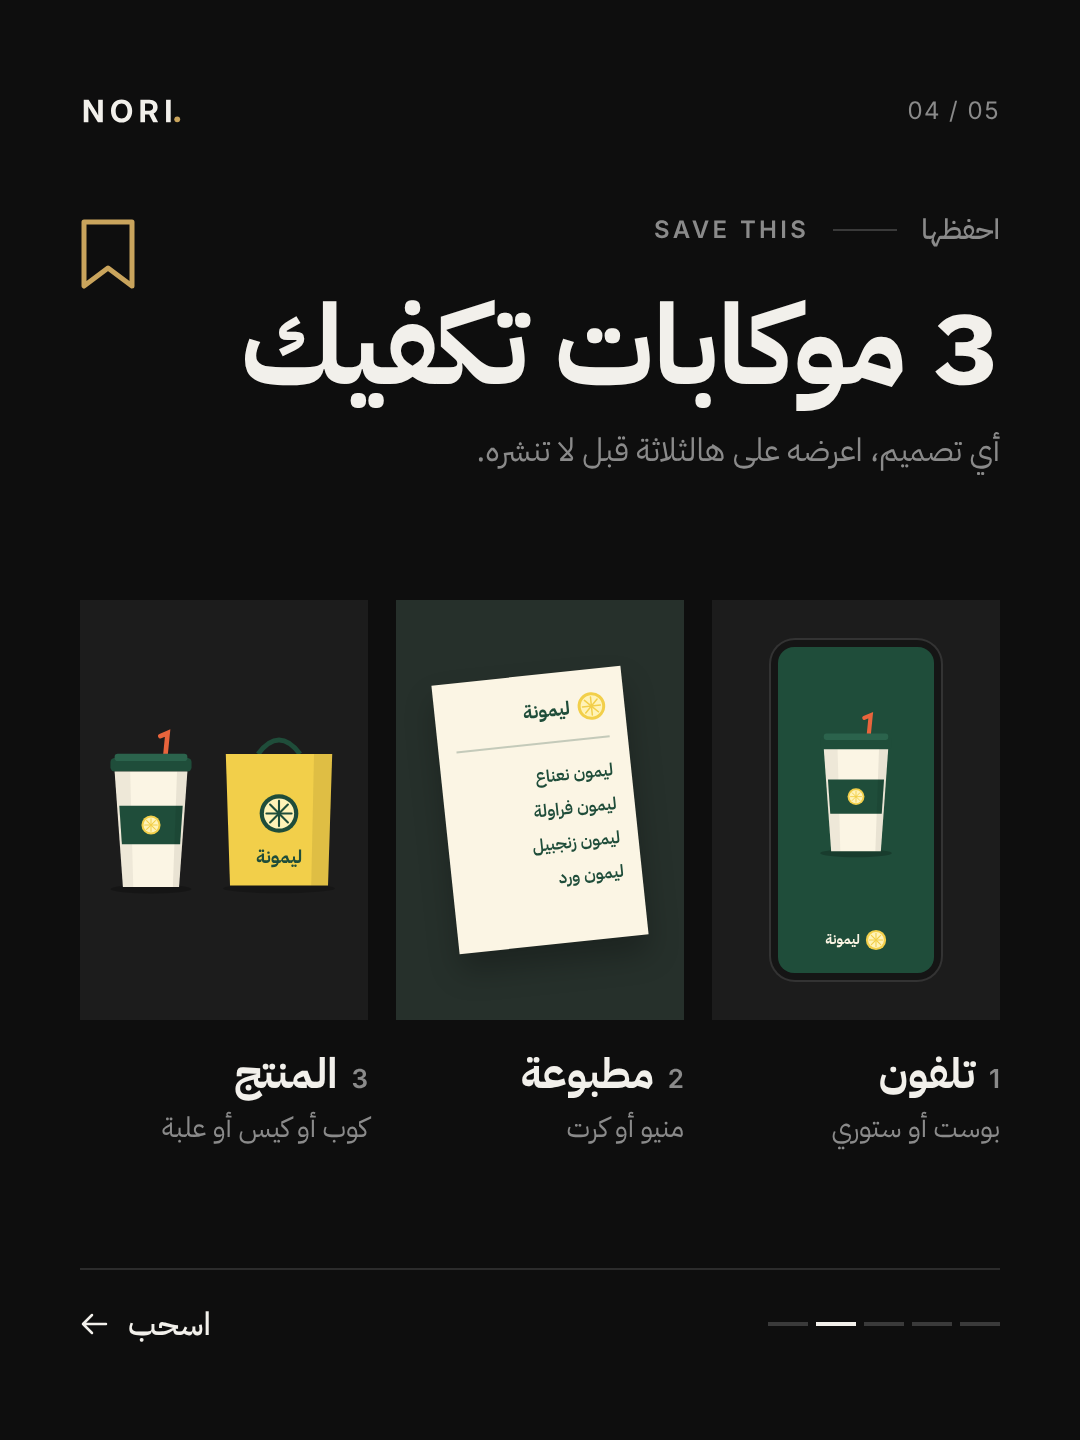 NORI.
04 / 05
احفظها — SAVE THIS
3 موكابات تكفيك
أي تصميم، اعرضه على هالثلاثة قبل لا تنشره.
ليمونة
ليمونة
ليمون نعناع
ليمون فراولة
ليمون زنجبيل
ليمون ورد
ليمونة
1 تلفون
بوست أو ستوري
2 مطبوعة
منيو أو كرت
3 المنتج
كوب أو كيس أو علبة
اسحب ←